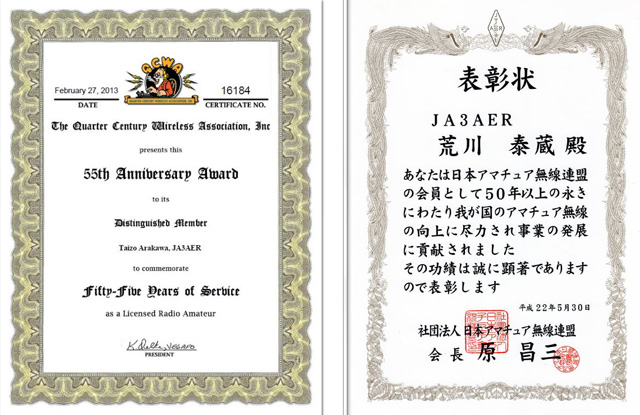 February 27, 2013
DATE
QCWA
16184
CERTIFICATE NO.
The Quarter Century Wireless Association, Inc
presents this
55th Anniversary Award
to its
Distinguished Member
Taizo Arakawa, JA3AER
to commemorate
Fifty-Five Years of Service
as a Licensed Radio Amateur
PRESIDENT
表彰状
JA3AER
荒川 泰蔵 殿
あなたは日本アマチュア無線連盟
の会員として50年以上の永き
にわたり我が国のアマチュア無線
の向上に尽力され事業の発展
に貢献されました
その功績は誠に顕著であります
ので表彰します
平成22年5月30日
社団法人 日本アマチュア無線連盟
会長 原 昌三